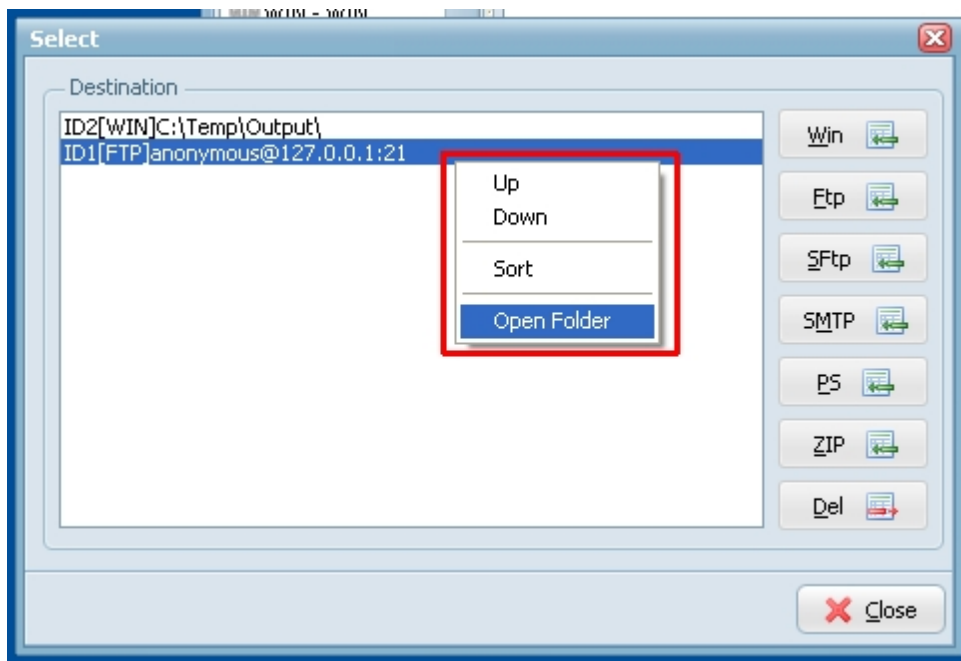 Select
Destination
ID2[WIN]C:\Temp\Output\
ID1[FTP]anonymous@127.0.0.1:21
Up
Down
Sort
Open Folder
Win
Ftp
SFtp
SMTP
PS
ZIP
Del
Close